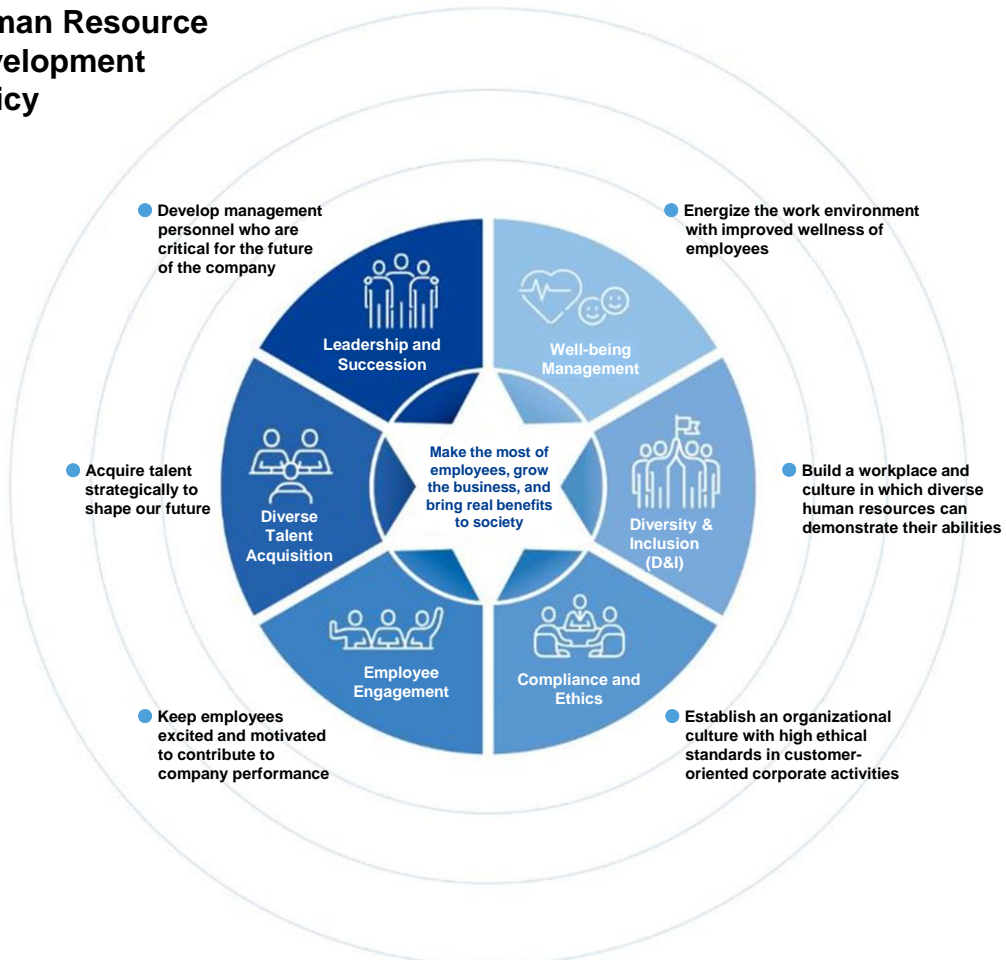 man Resource
velopment
icy
Develop management
personnel who are
critical for the future
of the company
Energize the work environment
with improved wellness of
employees
Leadership and
Succession
Well-being
Management
Acquire talent
strategically to
shape our future
Diverse
Talent
Acquisition
Make the most of
employees, grow
the business, and
bring real benefits
to society
Diversity &
Inclusion
(D&I)
Build a workplace and
culture in which diverse
human resources can
demonstrate their abilities
Employee
Engagement
Compliance and
Ethics
Keep employees
excited and motivated
to contribute to
company performance
Establish an organizational
culture with high ethical
standards in customer-
oriented corporate activities